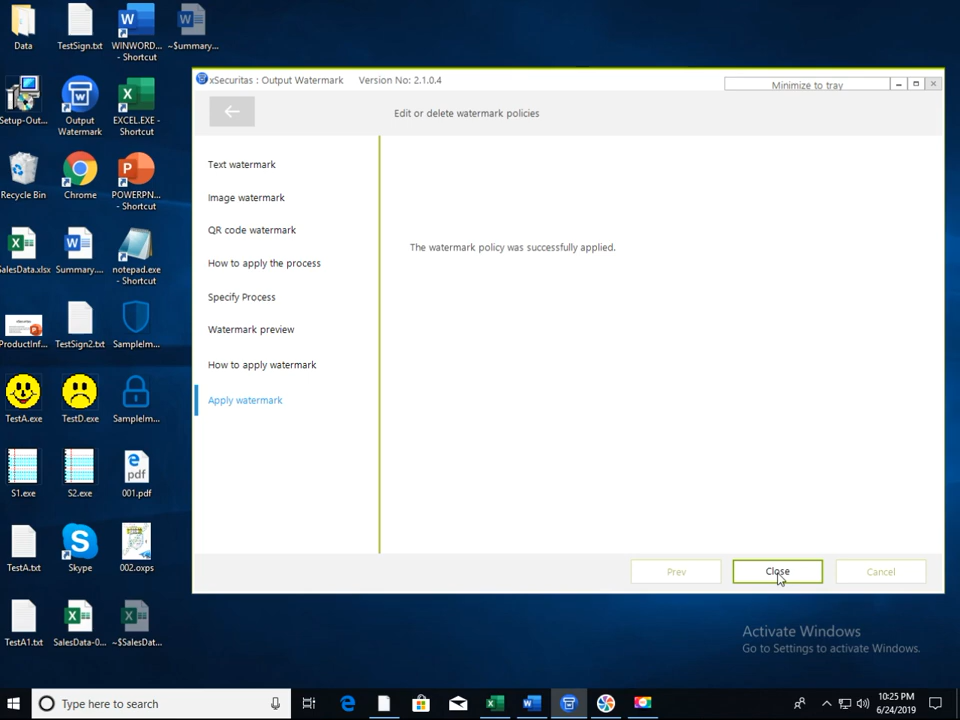 Data
TestSign.txt
WINWORD...
- Shortcut
~$ummary...
Setup-Out...
Output
Watermark
EXCEL.EXE -
Shortcut
Recycle Bin
Chrome
POWERPN...
- Shortcut
SalesData.xlsx
Summary....
notepad.exe
- Shortcut
ProductInf...
TestSign2.txt
SampleIm...
TestA.exe
TestD.exe
SampleIm...
S1.exe
S2.exe
pdf
001.pdf
TestA.txt
Skype
002.oxps
TestA1.txt
SalesData-0...
~$SalesDat...
xSecuritas : Output Watermark Version No: 2.1.0.4
Minimize to tray
Edit or delete watermark policies
Text watermark
Image watermark
QR code watermark
How to apply the process
Specify Process
Watermark preview
How to apply watermark
Apply watermark
The watermark policy was successfully applied.
Prev
Close
Cancel
Activate Windows
Go to Settings to activate Windows.
Type here to search
10:25 PM
6/24/2019